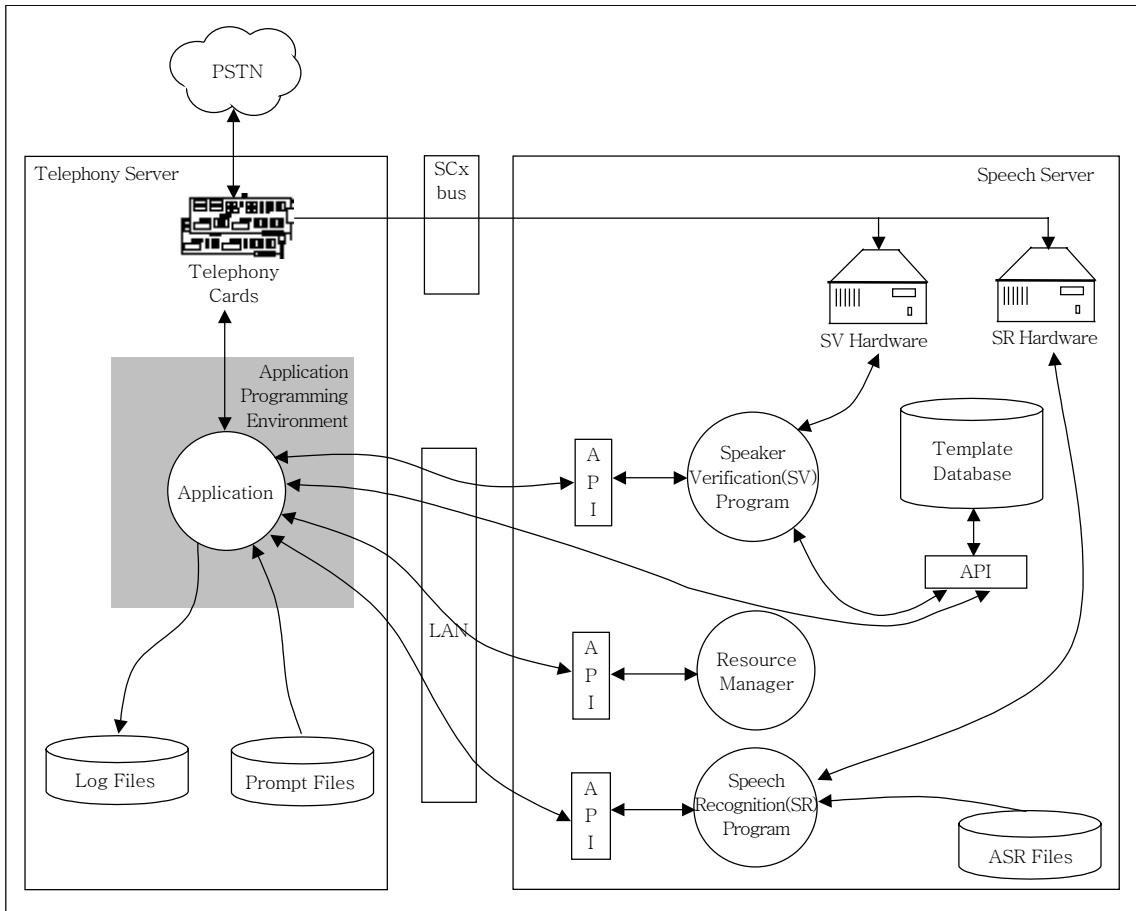 PSTN
Telephony Server
SCx
bus
Speech Server
Telephony
Cards
SV Hardware
SR Hardware
Application
Programming
Environment
Application
A
P
I
Speaker
Verification(SV)
Program
Template
Database
API
LAN
A
P
I
Resource
Manager
Log Files
Prompt Files
A
P
I
Speech
Recognition(SR)
Program
ASR Files